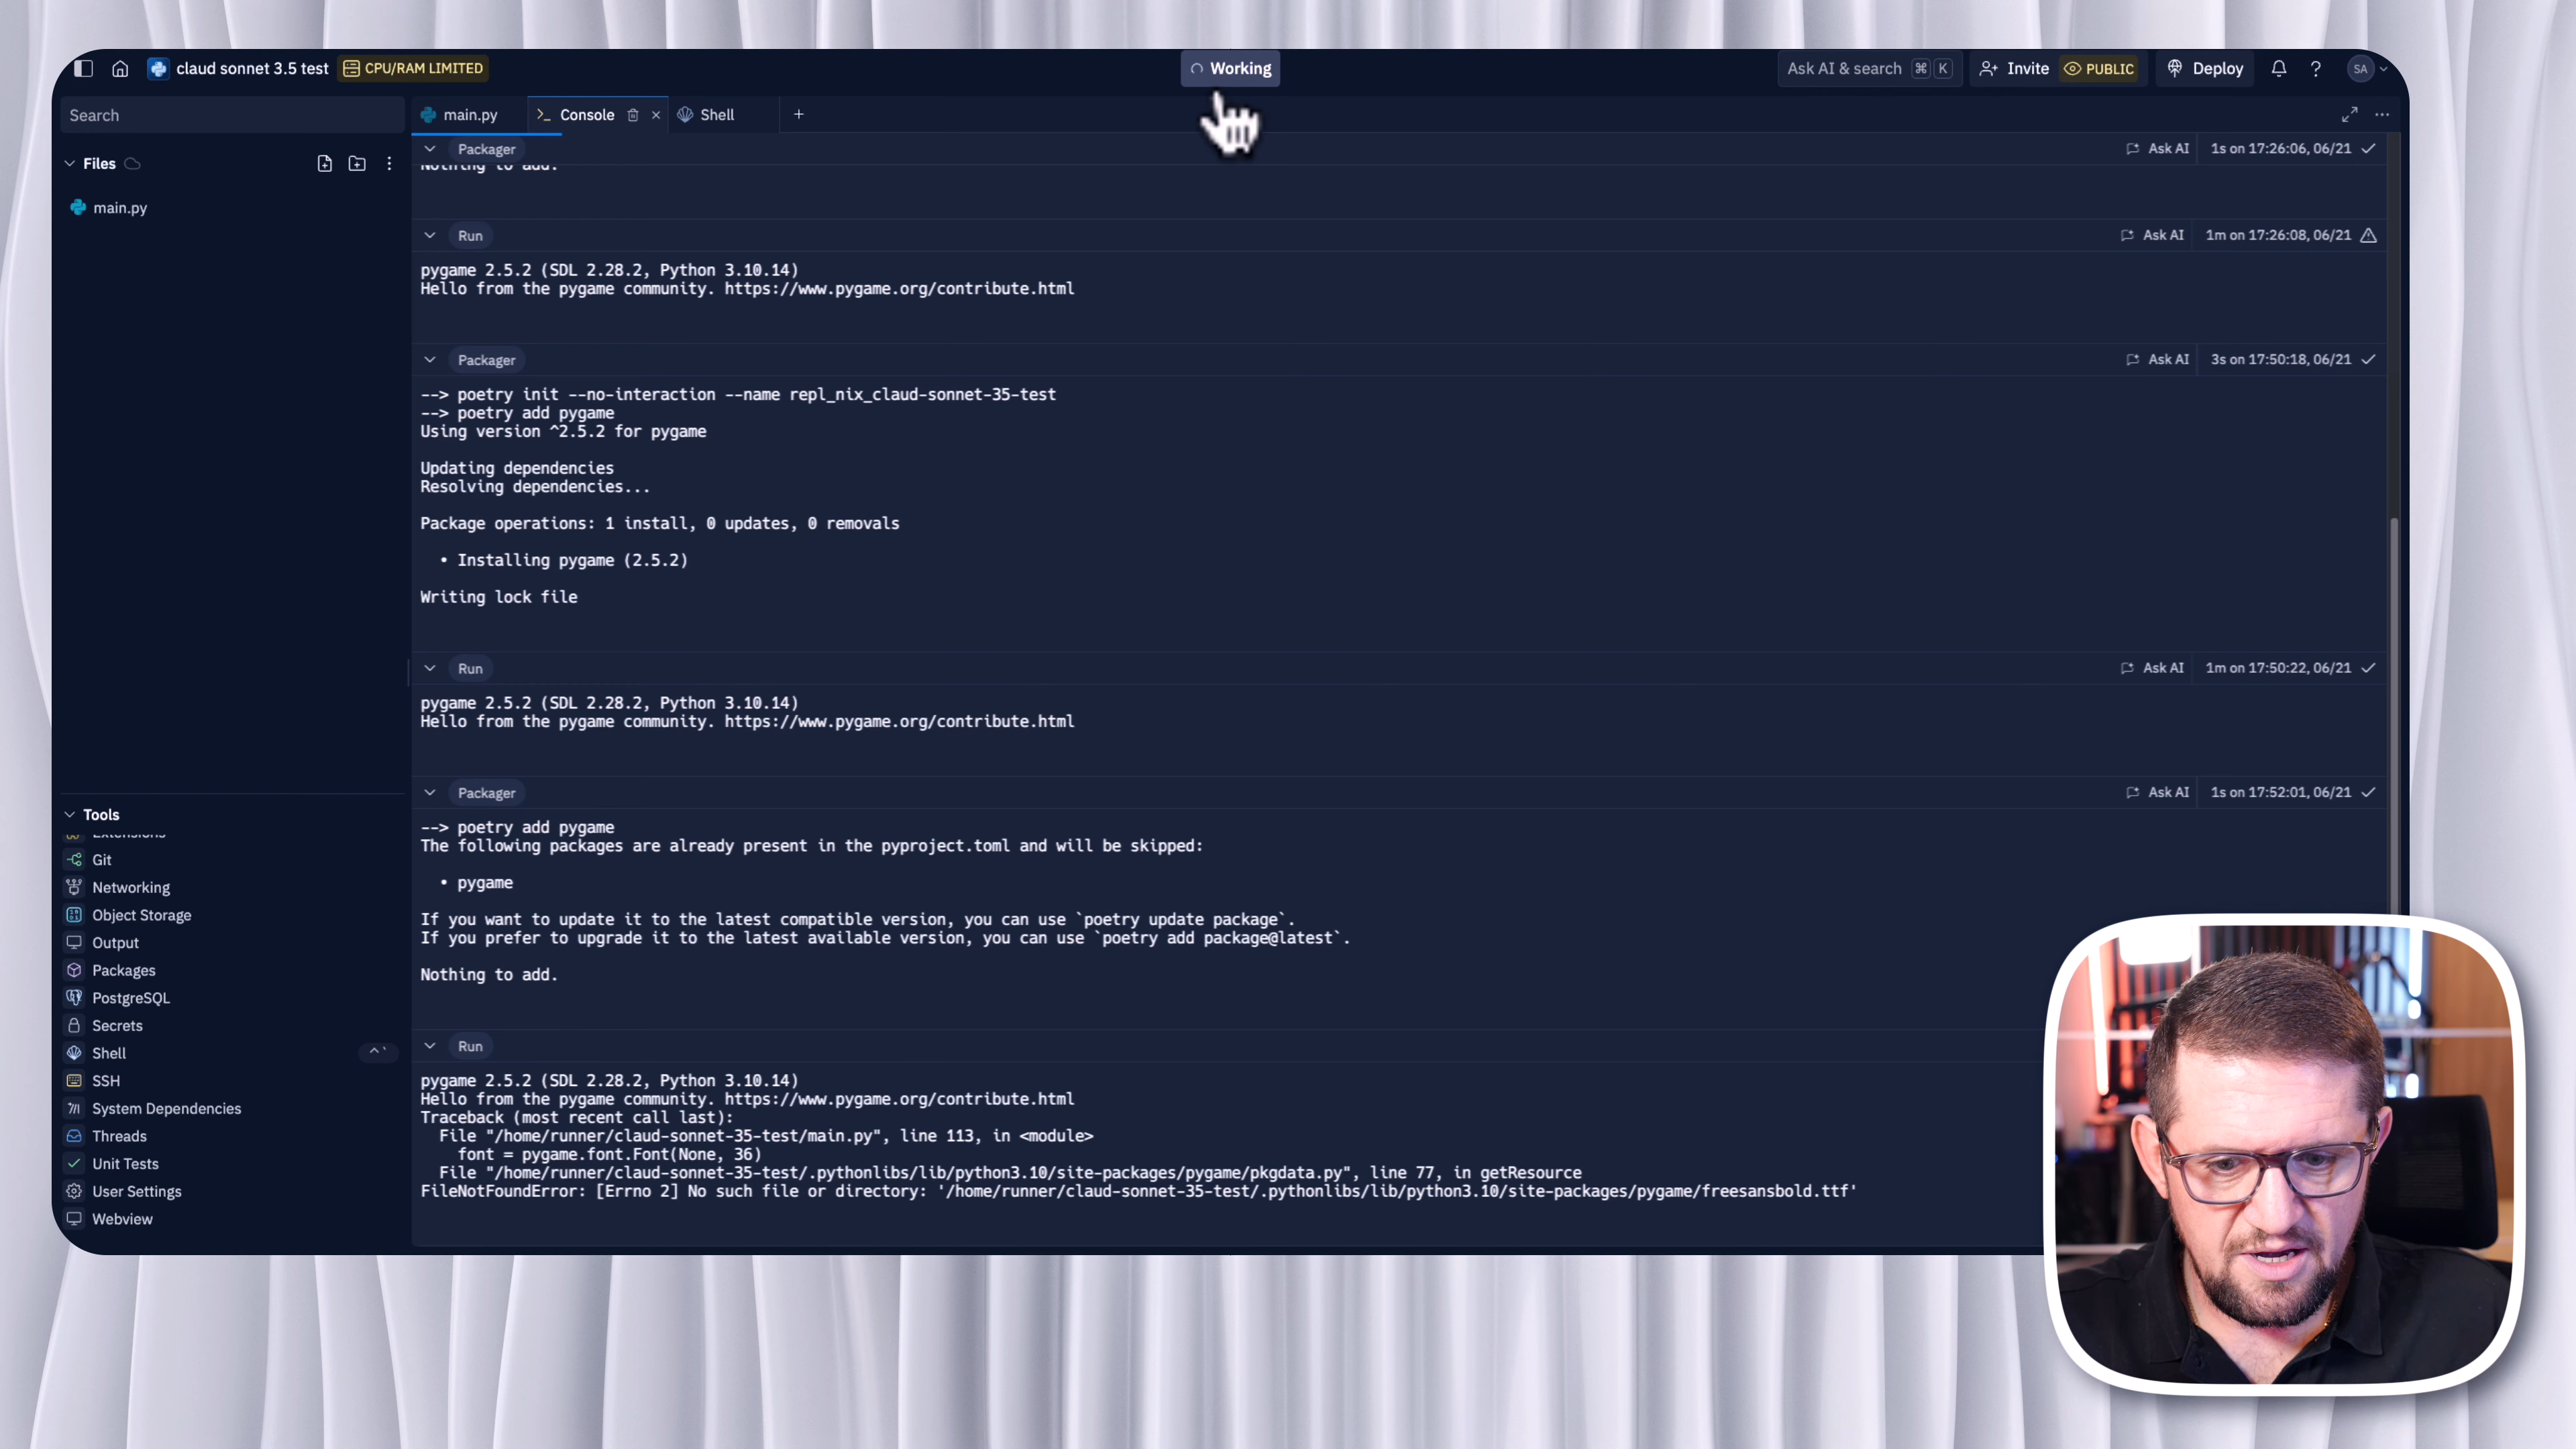 claud sonnet 3.5 test
CPU/RAM LIMITED
Working
Ask AI & search ⌘ K
Invite
PUBLIC
Deploy
?
SA
Search
main.py
Console
Shell
Files
main.py
Packager
Ask AI
1s on 17:26:06, 06/21
Nothing to add.
Run
Ask AI
1m on 17:26:08, 06/21
pygame 2.5.2 (SDL 2.28.2, Python 3.10.14)
Hello from the pygame community. https://www.pygame.org/contribute.html
Packager
Ask AI
3s on 17:50:18, 06/21
--> poetry init --no-interaction --name repl_nix_claud-sonnet-35-test
--> poetry add pygame
Using version ^2.5.2 for pygame
Updating dependencies
Resolving dependencies...
Package operations: 1 install, 0 updates, 0 removals
• Installing pygame (2.5.2)
Writing lock file
Run
Ask AI
1m on 17:50:22, 06/21
pygame 2.5.2 (SDL 2.28.2, Python 3.10.14)
Hello from the pygame community. https://www.pygame.org/contribute.html
Packager
Ask AI
1s on 17:52:01, 06/21
--> poetry add pygame
The following packages are already present in the pyproject.toml and will be skipped:
• pygame
If you want to update it to the latest compatible version, you can use `poetry update package`.
If you prefer to upgrade it to the latest available version, you can use `poetry add package@latest`.
Nothing to add.
Run
pygame 2.5.2 (SDL 2.28.2, Python 3.10.14)
Hello from the pygame community. https://www.pygame.org/contribute.html
Traceback (most recent call last):
File "/home/runner/claud-sonnet-35-test/main.py", line 113, in <module>
font = pygame.font.Font(None, 36)
File "/home/runner/claud-sonnet-35-test/.pythonlibs/lib/python3.10/site-packages/pygame/pkgdata.py", line 77, in getResource
FileNotFoundError: [Errno 2] No such file or directory: '/home/runner/claud-sonnet-35-test/.pythonlibs/lib/python3.10/site-packages/pygame/freesansbold.ttf'
Tools
Extensions
Git
Networking
Object Storage
Output
Packages
PostgreSQL
Secrets
Shell
^ `
SSH
System Dependencies
Threads
Unit Tests
User Settings
Webview